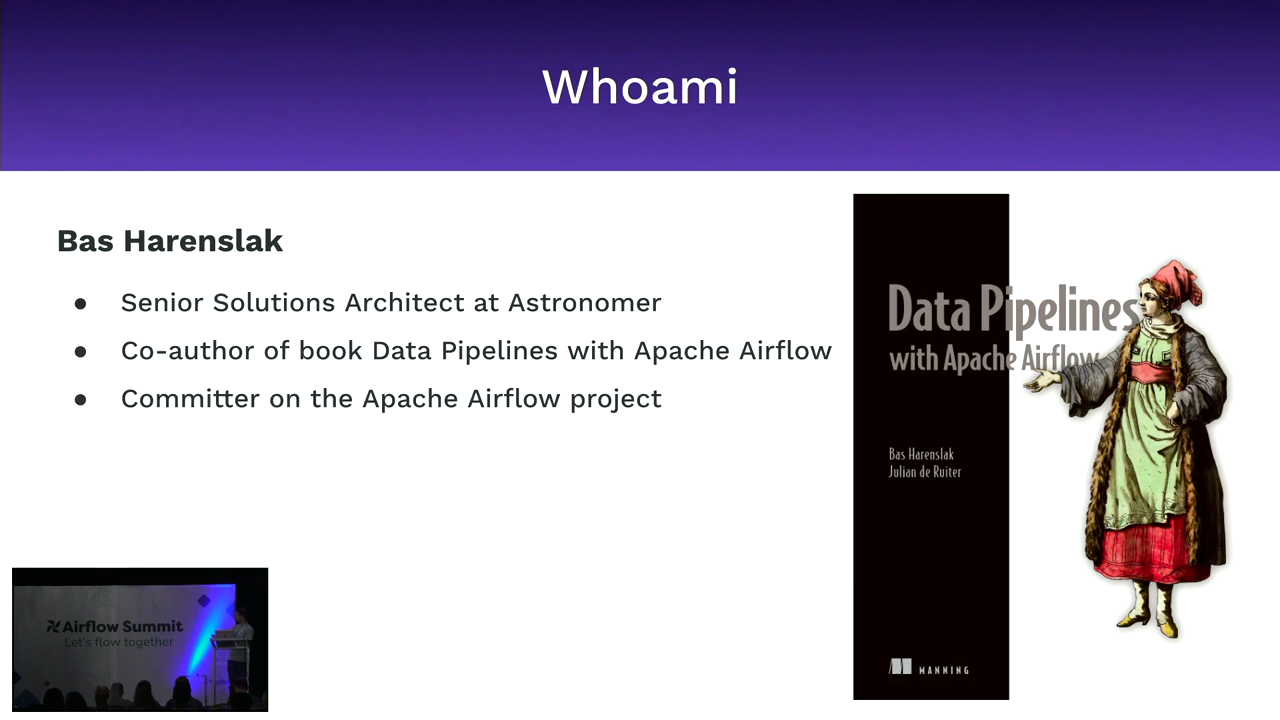 Whoami
Bas Harenslak
● Senior Solutions Architect at Astronomer
● Co-author of book Data Pipelines with Apache Airflow
● Committer on the Apache Airflow project
Data Pipelines
with Apache Airflow
Bas Harenslak
Julian de Ruiter
MANNING
Airflow Summit
Let's flow together